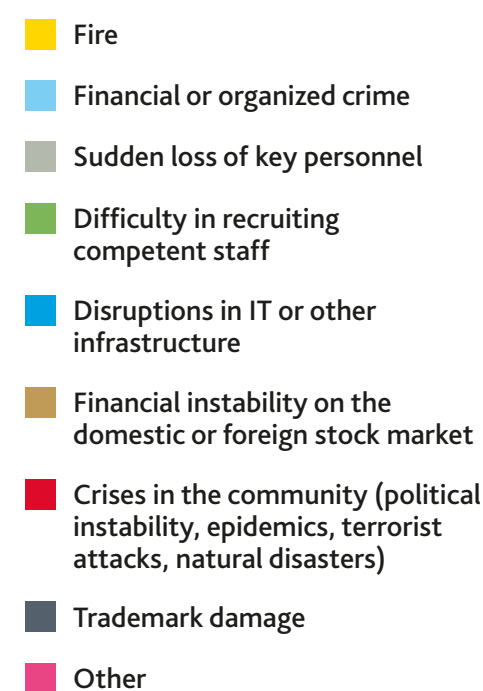 Fire
Financial or organized crime
Sudden loss of key personnel
Difficulty in recruiting
competent staff
Disruptions in IT or other
infrastructure
Financial instability on the
domestic or foreign stock market
Crises in the community (political
instability, epidemics, terrorist
attacks, natural disasters)
Trademark damage
Other